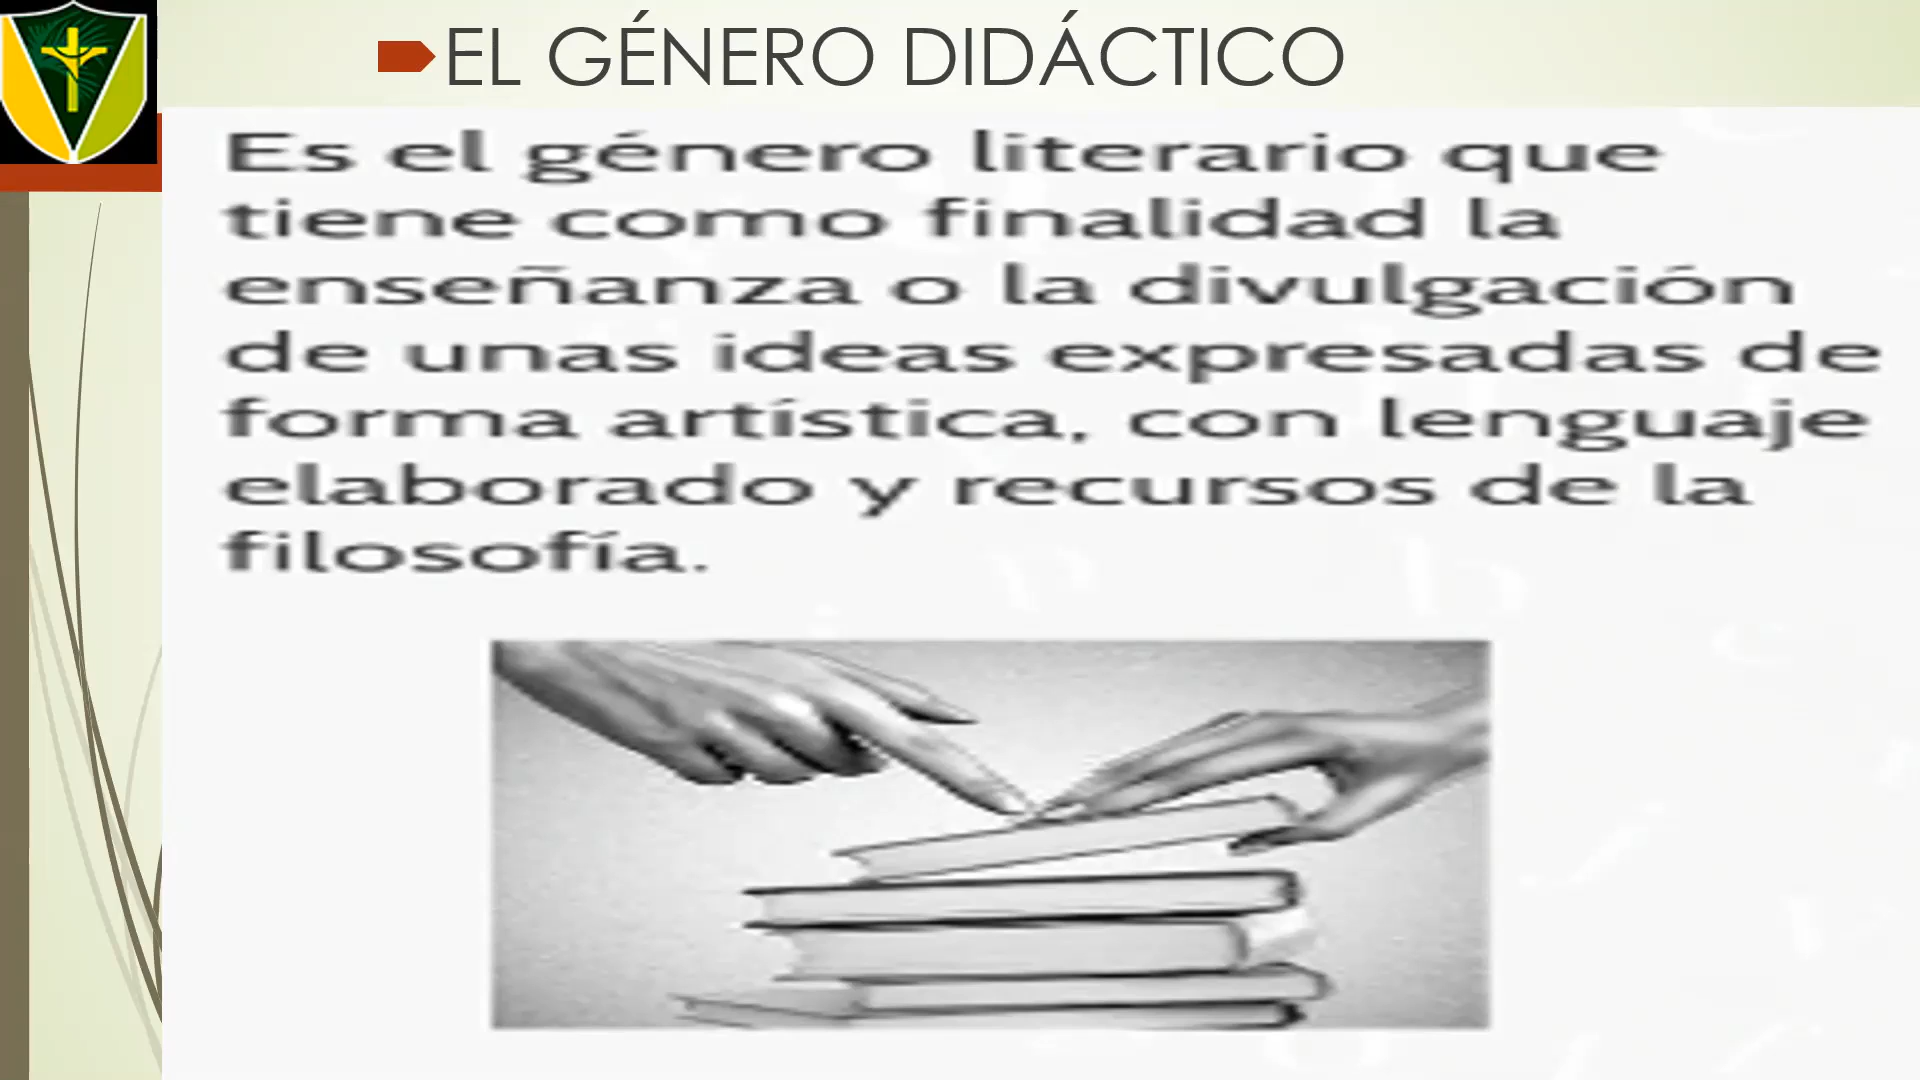 EL GÉNERO DIDÁCTICO
Es el género literario que
tiene como finalidad la
enseñanza o la divulgación
de unas ideas expresadas de
forma artística, con lenguaje
elaborado y recursos de la
filosofía.